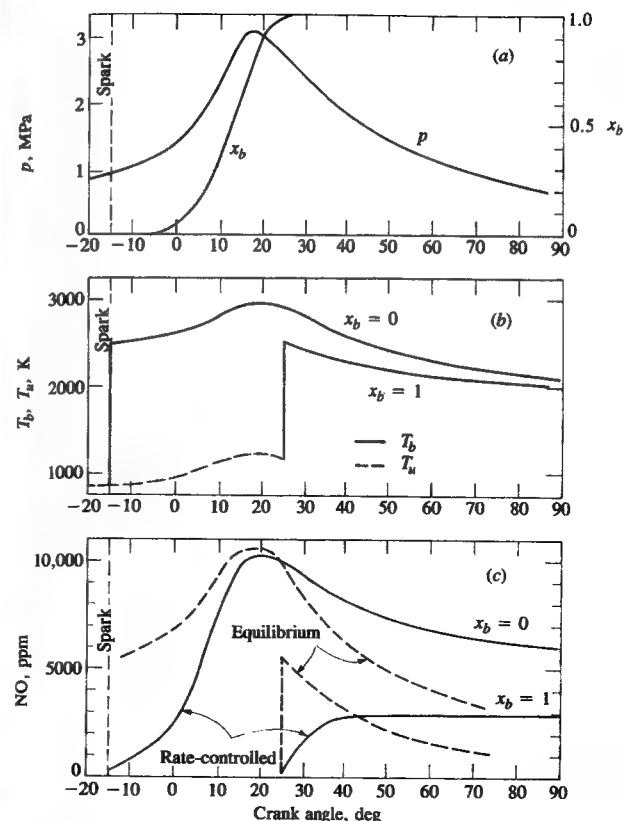 3
2
1
0
p, MPa
Spark
(a)
x_b
p
1.0
0.5
0
x_b
−20 −10 0 10 20 30 40 50 60 70 80 90
3000
2000
1000
T_b, T_u, K
Spark
x_b = 0
(b)
x_b = 1
T_b
T_u
−20 −10 0 10 20 30 40 50 60 70 80 90
10,000
5000
0
NO, ppm
Spark
(c)
x_b = 0
Equilibrium
x_b = 1
Rate-controlled
−20 −10 0 10 20 30 40 50 60 70 80 90
Crank angle, deg